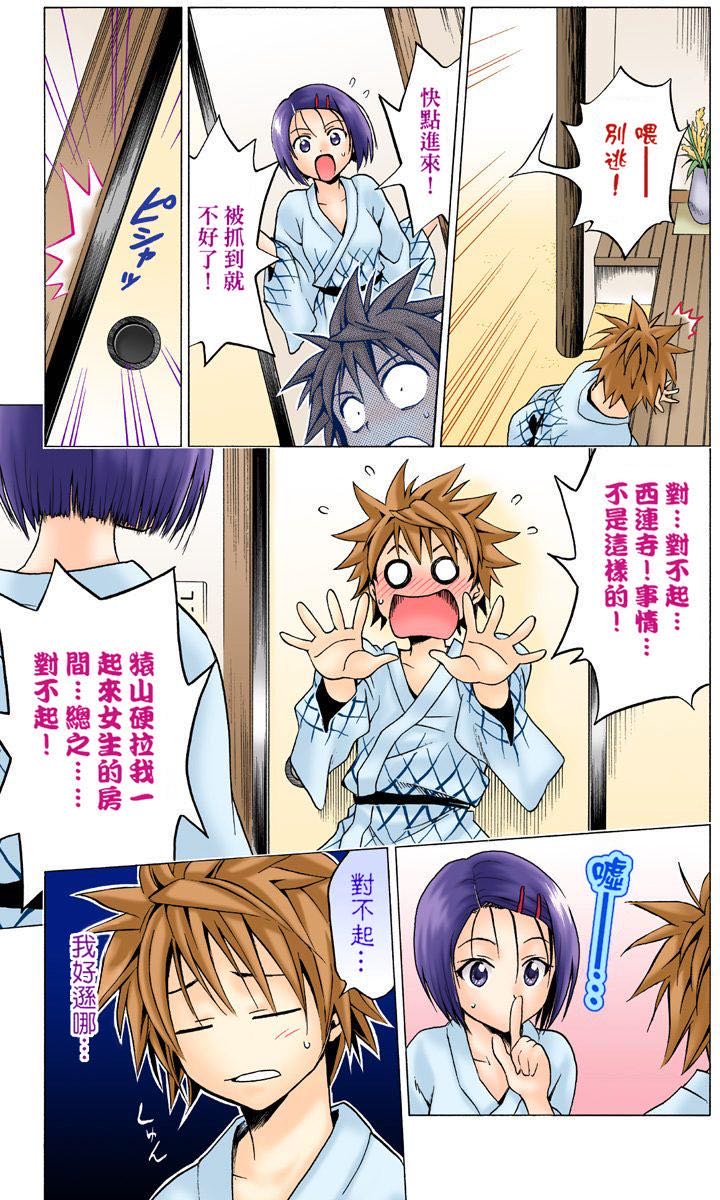 喂——
別逃！
快點進來！
被抓到就
不好了！
ピシャッ
對…對不起…
西連寺！事情…
不是這樣的！
猿山硬拉我一
起來女生的房
間…總之……
對不起！
噓——…
對不起…
我好遜哪…
しゅん